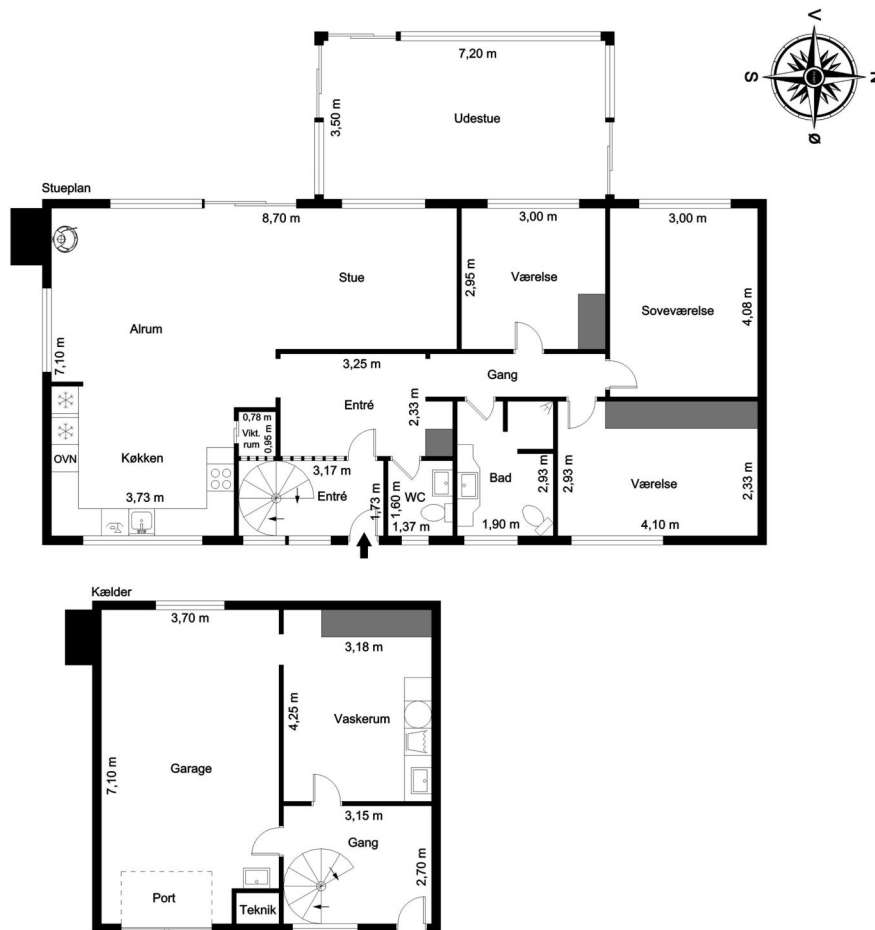 V
S
N
Ø
7,20 m
3,50 m
Udestue
Stueplan
8,70 m
3,00 m
3,00 m
2,95 m
Stue
Værelse
Soveværelse
4,08 m
Alrum
7,10 m
3,25 m
Gang
Entré
2,33 m
0,78 m
Vikt.
rum
0,95 m
OVN
Køkken
3,17 m
Entré
1,73 m
1,60 m
WC
Bad
2,93 m
2,93 m
Værelse
2,33 m
3,73 m
1,37 m
1,90 m
4,10 m
Kælder
3,70 m
3,18 m
4,25 m
Vaskerum
7,10 m
Garage
3,15 m
Gang
2,70 m
Port
Teknik